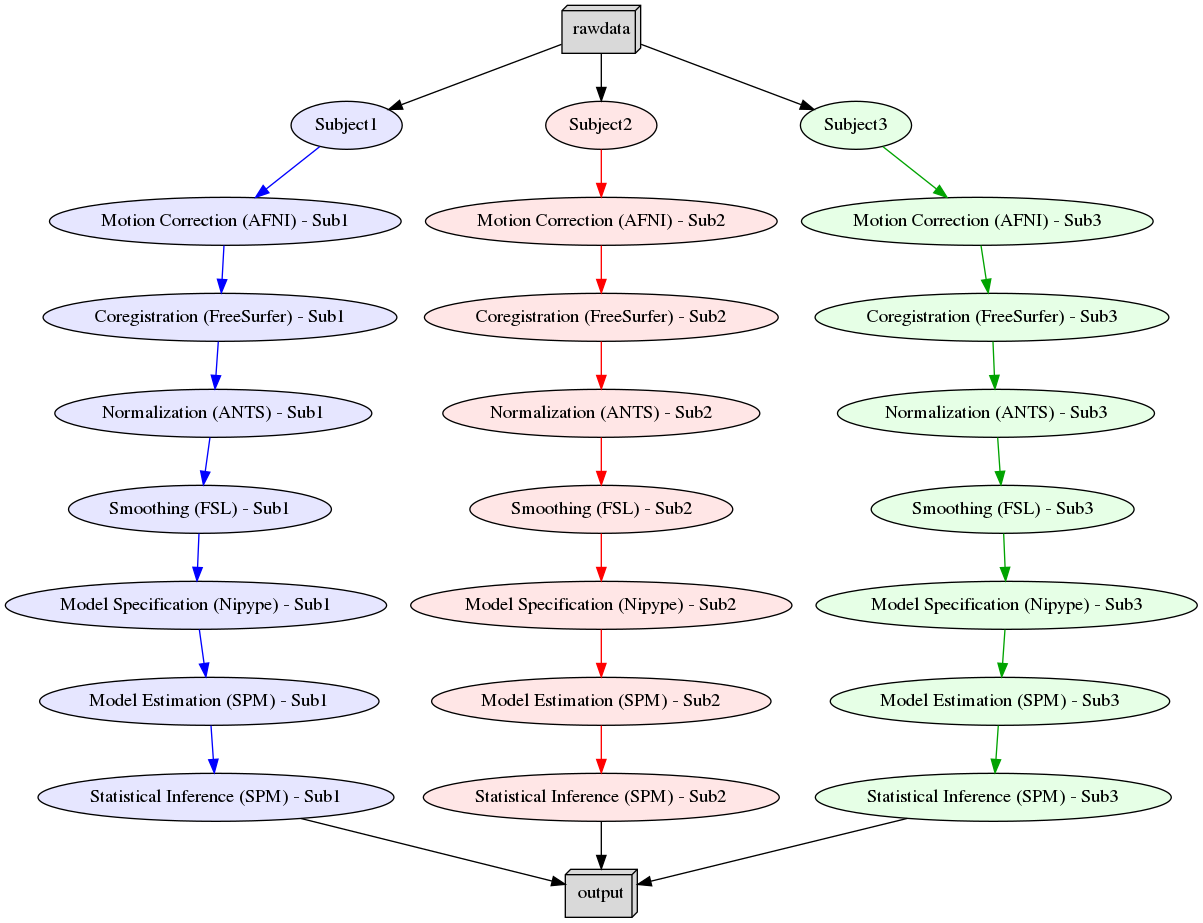 rawdata
Subject1
Subject2
Subject3
Motion Correction (AFNI) - Sub1
Motion Correction (AFNI) - Sub2
Motion Correction (AFNI) - Sub3
Coregistration (FreeSurfer) - Sub1
Coregistration (FreeSurfer) - Sub2
Coregistration (FreeSurfer) - Sub3
Normalization (ANTS) - Sub1
Normalization (ANTS) - Sub2
Normalization (ANTS) - Sub3
Smoothing (FSL) - Sub1
Smoothing (FSL) - Sub2
Smoothing (FSL) - Sub3
Model Specification (Nipype) - Sub1
Model Specification (Nipype) - Sub2
Model Specification (Nipype) - Sub3
Model Estimation (SPM) - Sub1
Model Estimation (SPM) - Sub2
Model Estimation (SPM) - Sub3
Statistical Inference (SPM) - Sub1
Statistical Inference (SPM) - Sub2
Statistical Inference (SPM) - Sub3
output